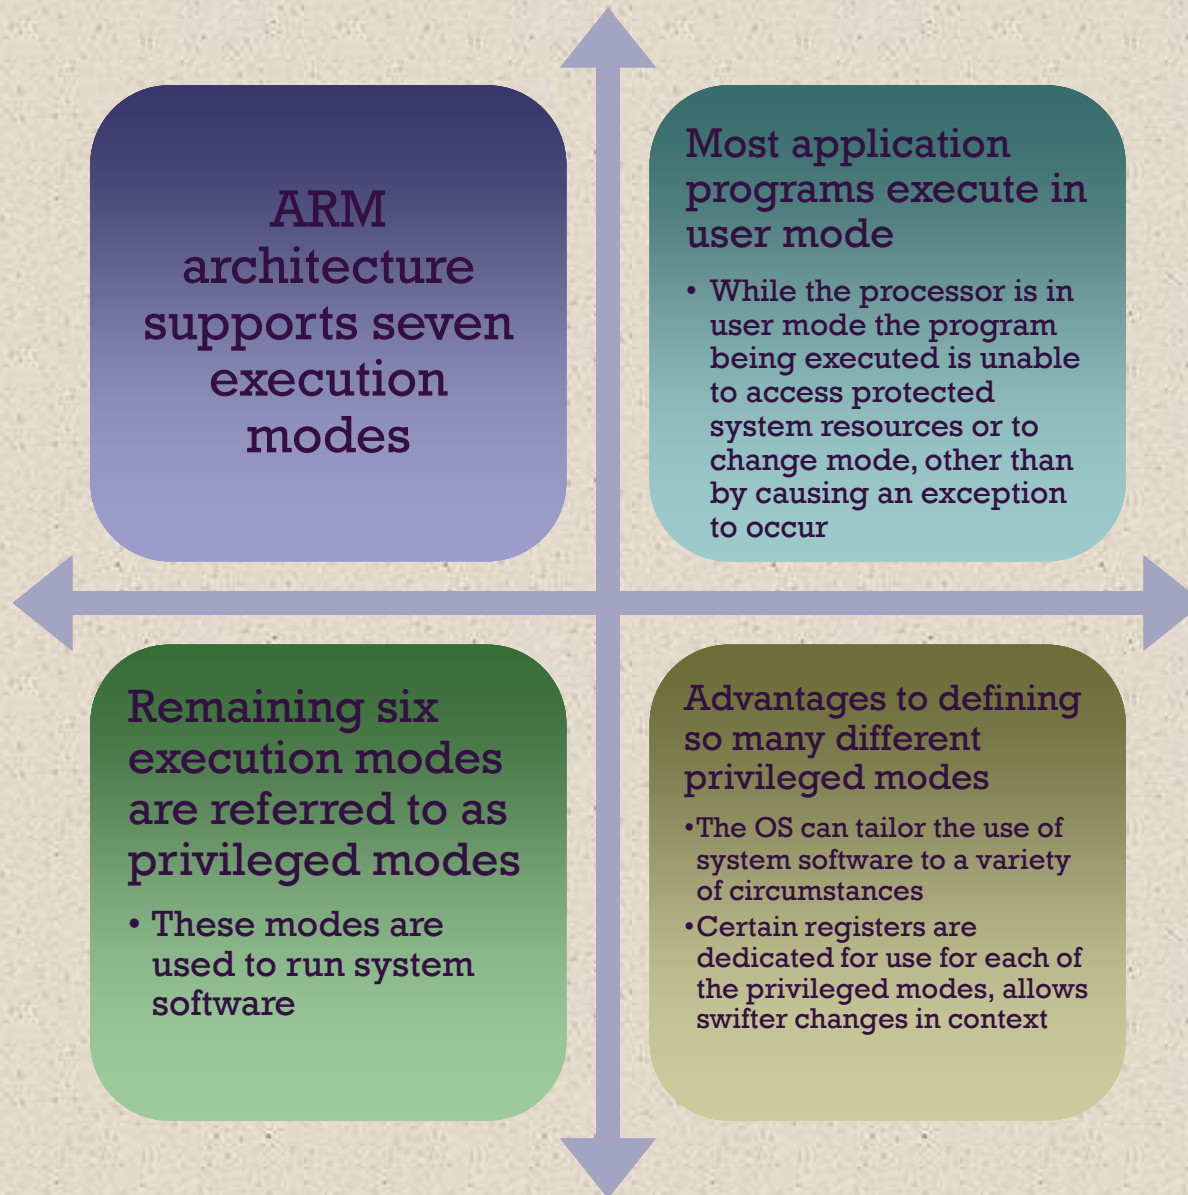 ARM
architecture
supports seven
execution
modes
Most application
programs execute in
user mode
• While the processor is in
user mode the program
being executed is unable
to access protected
system resources or to
change mode, other than
by causing an exception
to occur
Remaining six
execution modes
are referred to as
privileged modes
• These modes are
used to run system
software
Advantages to defining
so many different
privileged modes
•The OS can tailor the use of
system software to a variety
of circumstances
•Certain registers are
dedicated for use for each of
the privileged modes, allows
swifter changes in context